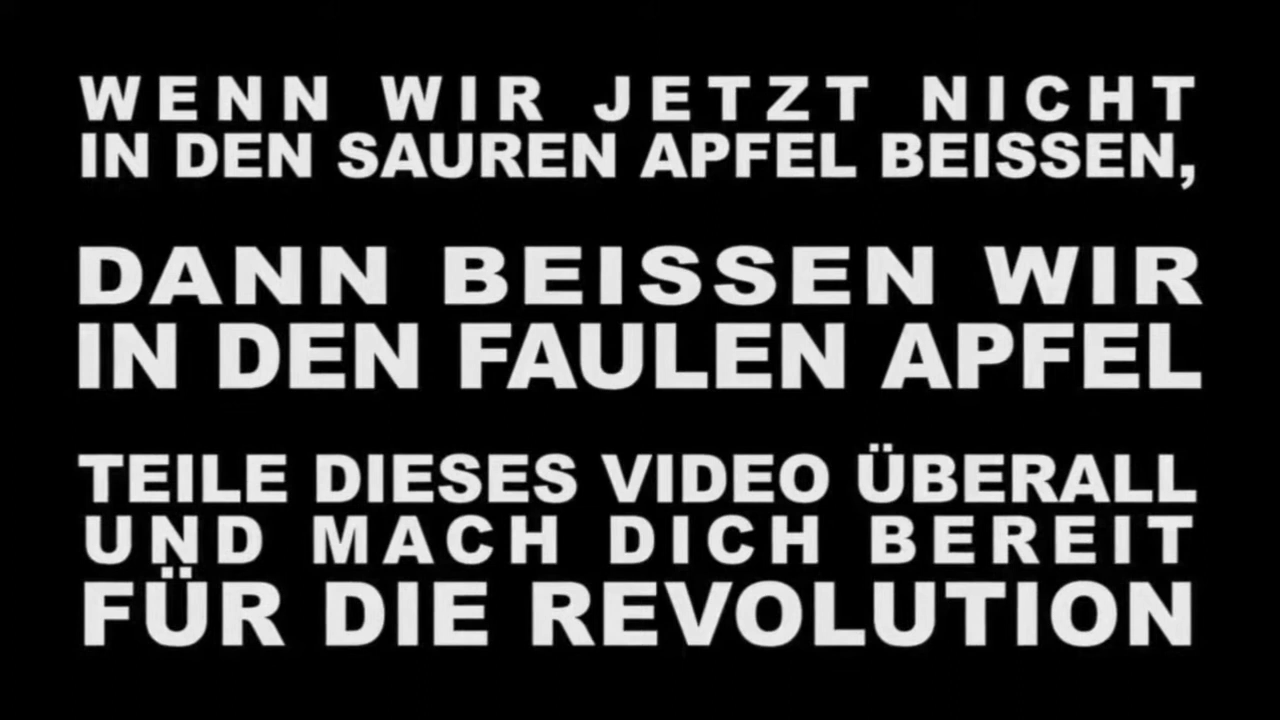 WENN WIR JETZT NICHT
IN DEN SAUREN APFEL BEISSEN,
DANN BEISSEN WIR
IN DEN FAULEN APFEL
TEILE DIESES VIDEO ÜBERALL
UND MACH DICH BEREIT
FÜR DIE REVOLUTION